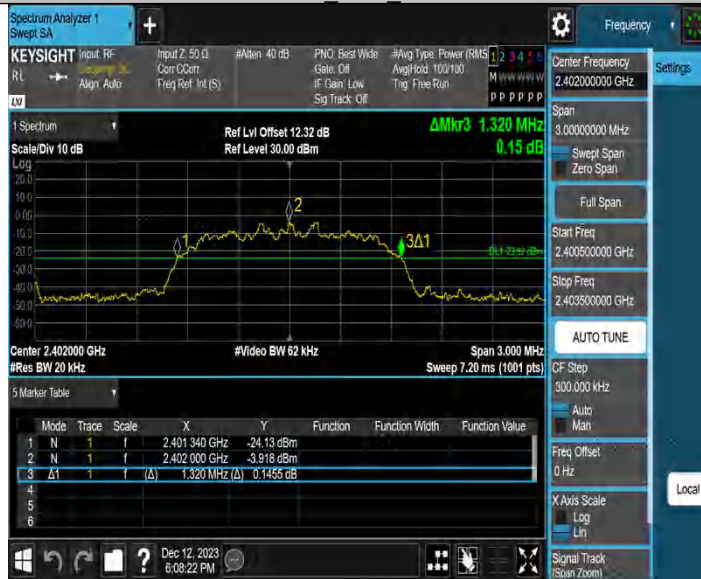 Spectrum Analyzer 1
Swept SA
Frequency
KEYSIGHT Input: RF
RL
Align: Auto
Input Z: 50 Ω
Corr CCorr
Freq Ref: Int (S)
#Atten: 40 dB
PNO: Best Wide
Gate: Off
IF Gain: Low
Sig Track: Off
#Avg Type: Power (RMS)
Avg|Hold: 100/100
Trig: Free Run
1 2 3 4 5 6
M W W W W W
P P P P P P
LXI
1 Spectrum
Scale/Div 10 dB
Ref Lvl Offset 12.32 dB
Ref Level 30.00 dBm
ΔMkr3 1.320 MHz
0.15 dB
Log
20.0
10.0
0.00
-10.0
-20.0
-30.0
-40.0
-50.0
-60.0
1
2
3Δ1
DL1 -23.92 dBm
Center 2.402000 GHz
#Video BW 62 kHz
Span 3.000 MHz
#Res BW 20 kHz
Sweep 7.20 ms (1001 pts)
5 Marker Table
Mode Trace Scale X Y Function Function Width Function Value
1 N 1 f 2.401 340 GHz -24.13 dBm
2 N 1 f 2.402 000 GHz -3.918 dBm
3 Δ1 1 f (Δ) 1.320 MHz (Δ) 0.1455 dB
4
5
6
?
Dec 12, 2023
6:08:22 PM
Center Frequency
2.402000000 GHz
Settings
Span
3.00000000 MHz
Swept Span
Zero Span
Full Span
Start Freq
2.400500000 GHz
Stop Freq
2.403500000 GHz
AUTO TUNE
CF Step
300.000 kHz
Auto
Man
Freq Offset
0 Hz
Local
X Axis Scale
Log
Lin
Signal Track
(Span Zoom)